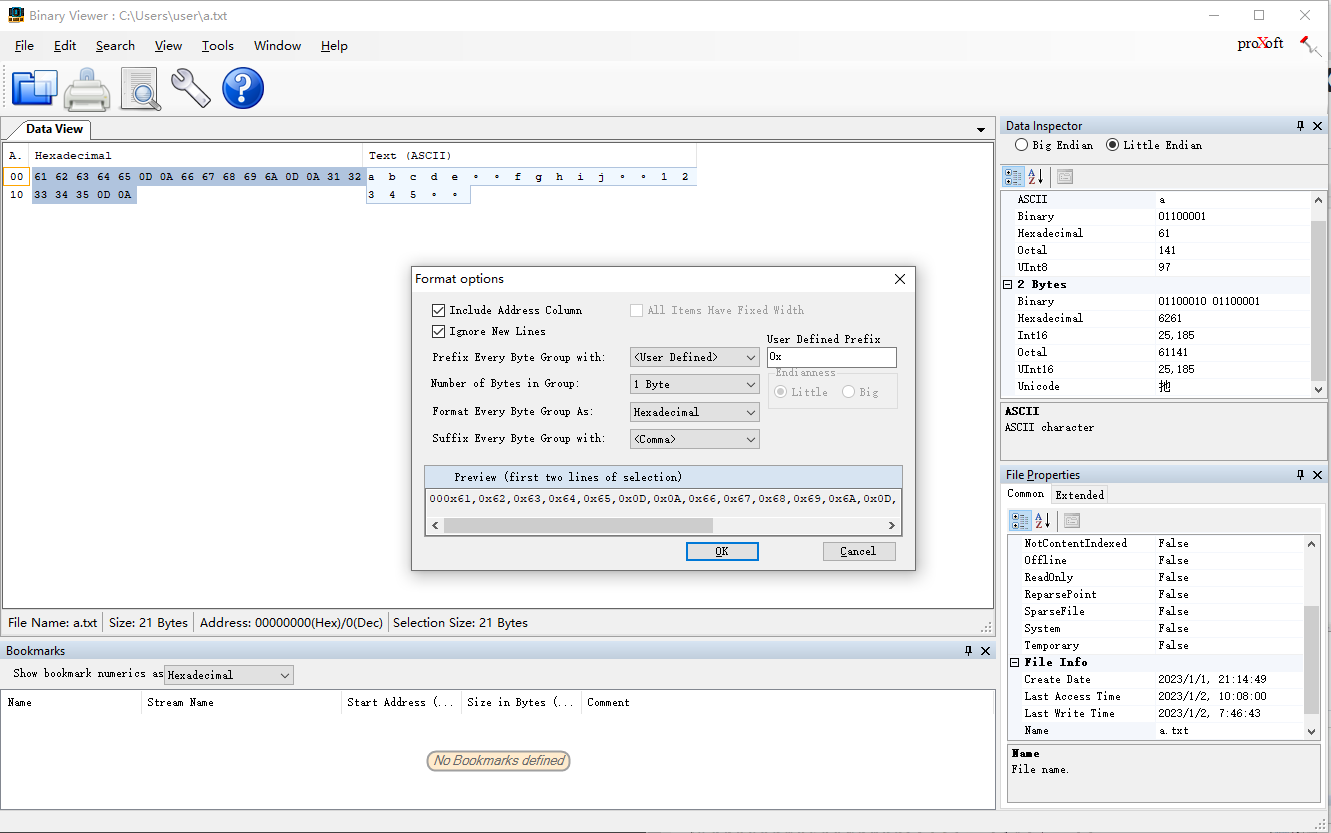 Binary Viewer : C:\Users\user\a.txt
File Edit Search View Tools Window Help
proXoft
Data View
A. Hexadecimal Text (ASCII)
00 61 62 63 64 65 0D 0A 66 67 68 69 6A 0D 0A 31 32 a b c d e ∘ ∘ f g h i j ∘ ∘ 1 2
10 33 34 35 0D 0A 3 4 5 ∘ ∘
Format options
Include Address Column All Items Have Fixed Width
Ignore New Lines
User Defined Prefix
Prefix Every Byte Group with: <User Defined> 0x
Endianness
Number of Bytes in Group: 1 Byte
Little Big
Format Every Byte Group As: Hexadecimal
Suffix Every Byte Group with: <Comma>
Preview (first two lines of selection)
000x61,0x62,0x63,0x64,0x65,0x0D,0x0A,0x66,0x67,0x68,0x69,0x6A,0x0D,
OK Cancel
File Name: a.txt Size: 21 Bytes Address: 00000000(Hex)/0(Dec) Selection Size: 21 Bytes
Bookmarks
Show bookmark numerics as Hexadecimal
Name Stream Name Start Address (... Size in Bytes (... Comment
No Bookmarks defined
Data Inspector
Big Endian Little Endian
ASCII a
Binary 01100001
Hexadecimal 61
Octal 141
UInt8 97
2 Bytes
Binary 01100010 01100001
Hexadecimal 6261
Int16 25,185
Octal 61141
UInt16 25,185
Unicode 扡
ASCII
ASCII character
File Properties
Common Extended
NotContentIndexed False
Offline False
ReadOnly False
ReparsePoint False
SparseFile False
System False
Temporary False
File Info
Create Date 2023/1/1, 21:14:49
Last Access Time 2023/1/2, 10:08:00
Last Write Time 2023/1/2, 7:46:43
Name a.txt
Name
File name.